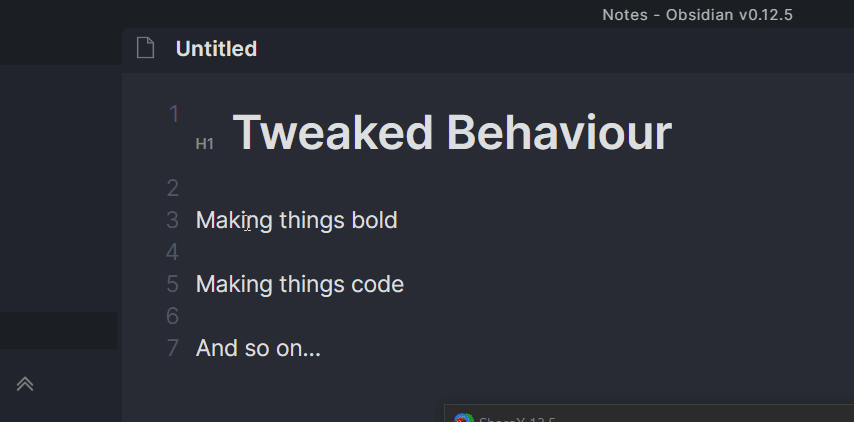 Notes - Obsidian v0.12.5
Untitled
1
H1 Tweaked Behaviour
2
3 Making things bold
4
5 Making things code
6
7 And so on...
ShareX 13.5